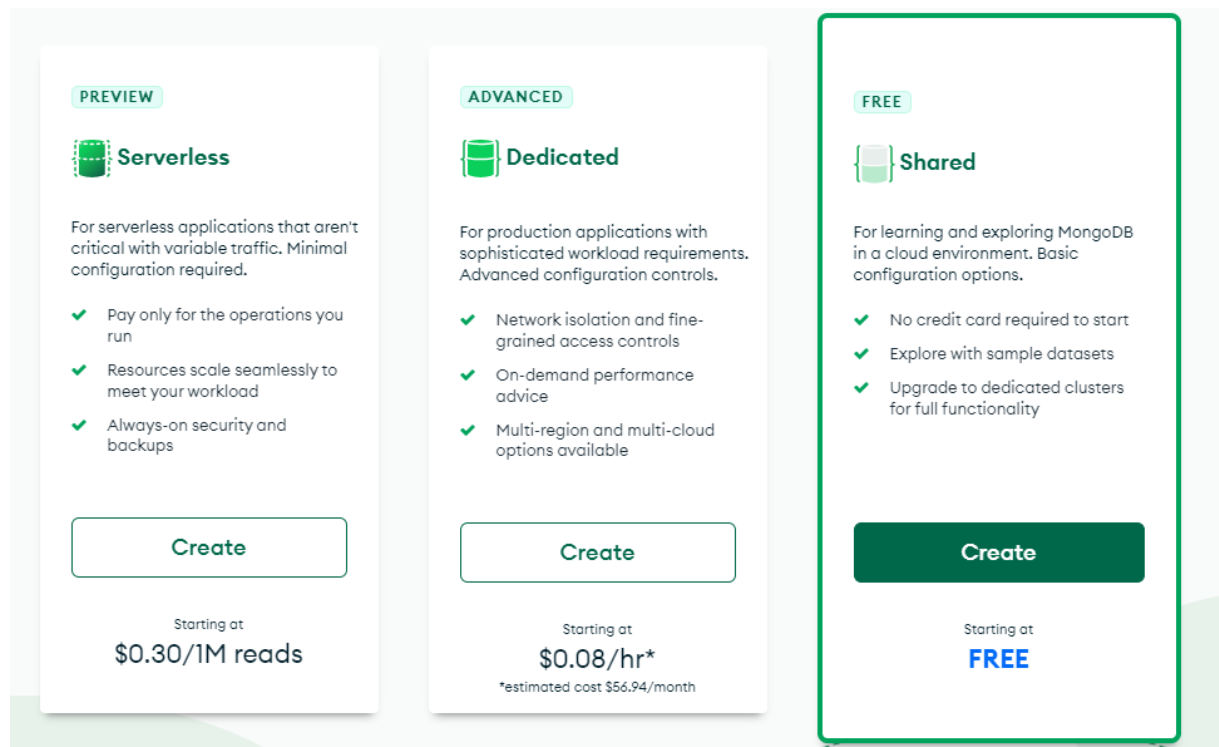 PREVIEW
Serverless
For serverless applications that aren't
critical with variable traffic. Minimal
configuration required.
Pay only for the operations you
run
Resources scale seamlessly to
meet your workload
Always-on security and
backups
Create
Starting at
$0.30/1M reads
ADVANCED
Dedicated
For production applications with
sophisticated workload requirements.
Advanced configuration controls.
Network isolation and fine-
grained access controls
On-demand performance
advice
Multi-region and multi-cloud
options available
Create
Starting at
$0.08/hr*
*estimated cost $56.94/month
FREE
Shared
For learning and exploring MongoDB
in a cloud environment. Basic
configuration options.
No credit card required to start
Explore with sample datasets
Upgrade to dedicated clusters
for full functionality
Create
Starting at
FREE